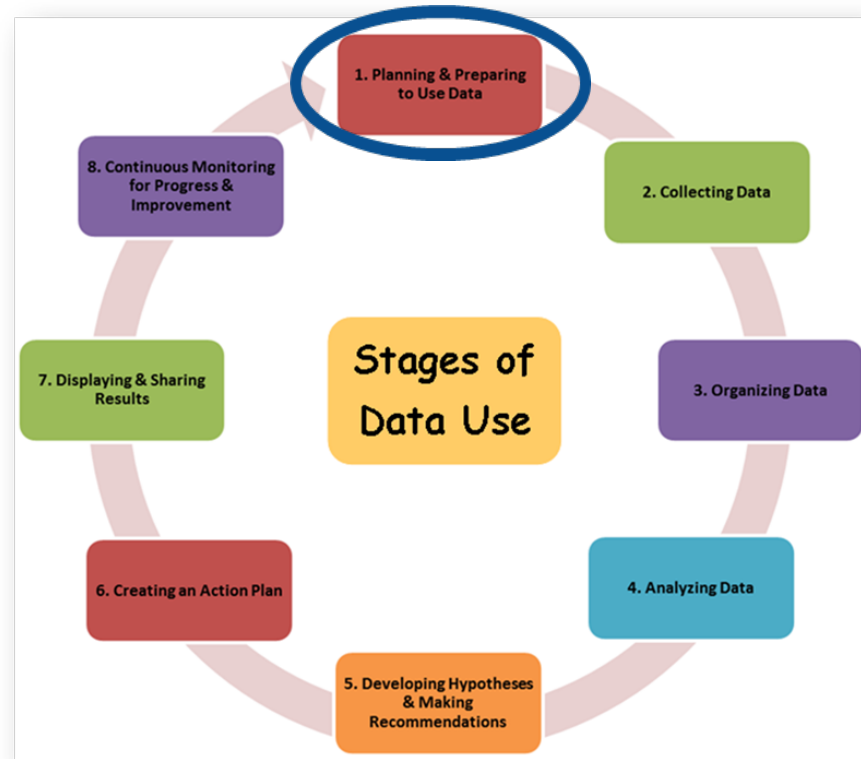 1. Planning & Preparing
to Use Data
2. Collecting Data
3. Organizing Data
4. Analyzing Data
5. Developing Hypotheses
& Making
Recommendations
6. Creating an Action Plan
7. Displaying & Sharing
Results
8. Continuous Monitoring
for Progress &
Improvement
Stages of
Data Use